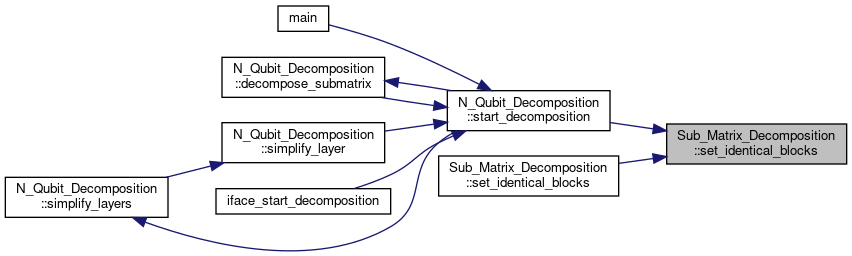 main
N_Qubit_Decomposition
::decompose_submatrix
N_Qubit_Decomposition
::start_decomposition
N_Qubit_Decomposition
::simplify_layer
Sub_Matrix_Decomposition
::set_identical_blocks
Sub_Matrix_Decomposition
::set_identical_blocks
N_Qubit_Decomposition
::simplify_layers
iface_start_decomposition